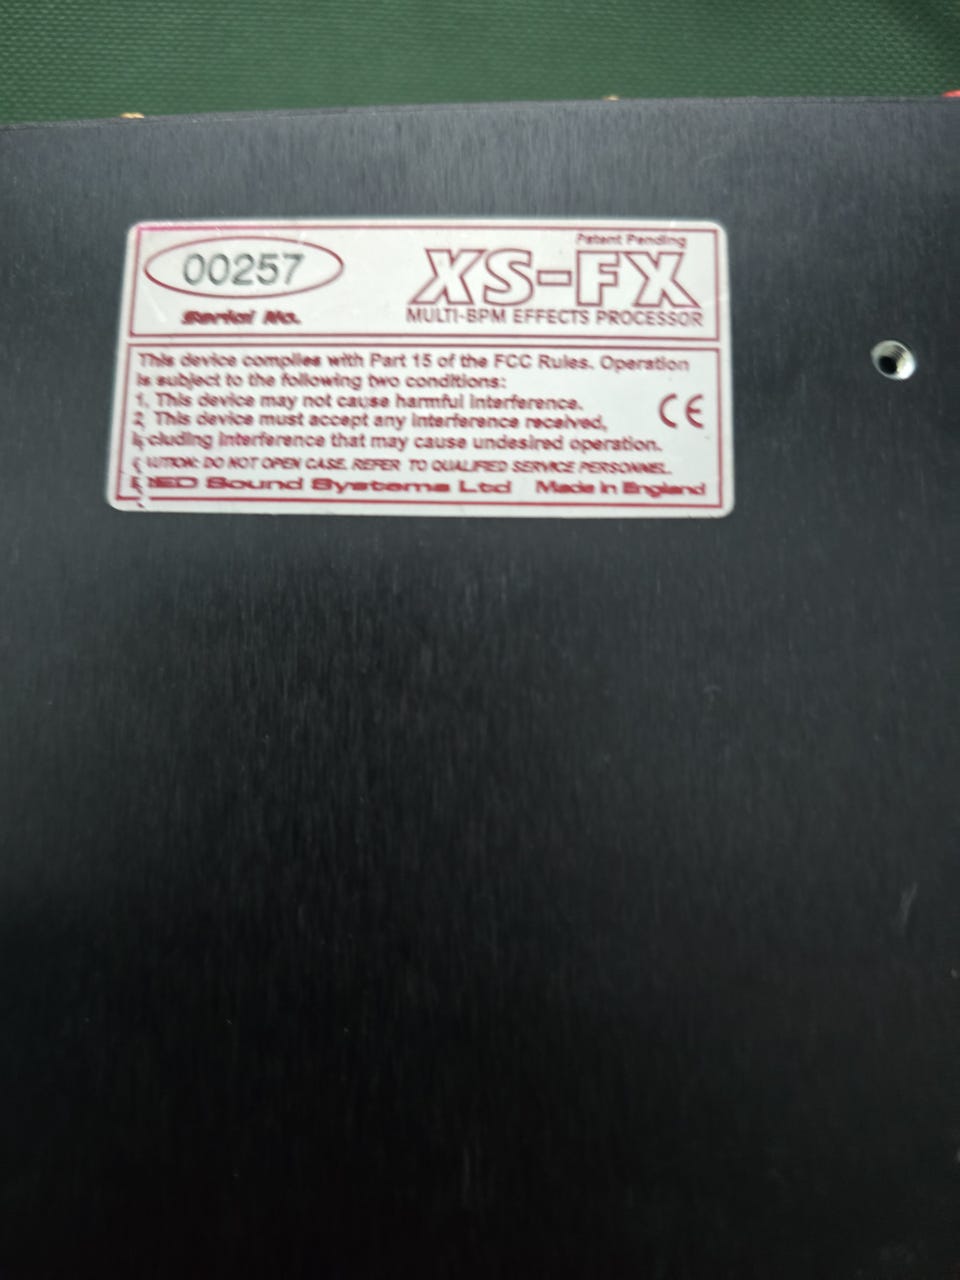 00257
Serial No.
Patent Pending
XS-FX
MULTI-BPM EFFECTS PROCESSOR
This device complies with Part 15 of the FCC Rules. Operation
is subject to the following two conditions:
1. This device may not cause harmful interference.
2. This device must accept any interference received,
cluding interference that may cause undesired operation.
CE
UTION: DO NOT OPEN CASE. REFER TO QUALIFIED SERVICE PERSONNEL.
Sound Systems Ltd Made in England